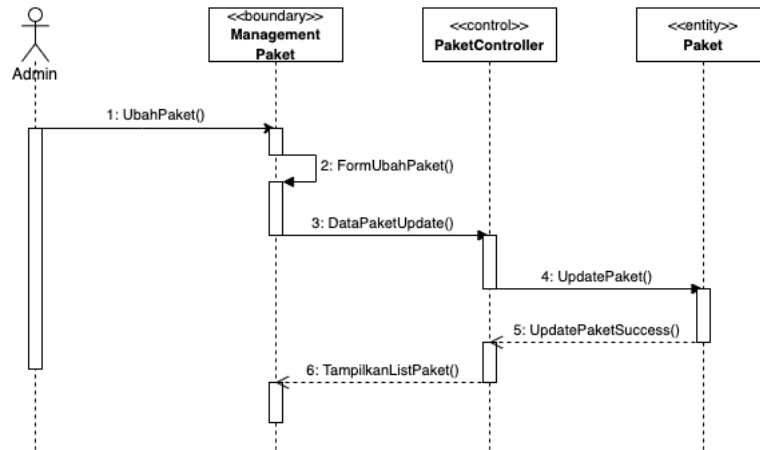 <<boundary>>
Management
Paket
<<control>>
PaketController
<<entity>>
Paket
Admin
1: UbahPaket()
2: FormUbahPaket()
3: DataPaketUpdate()
4: UpdatePaket()
5: UpdatePaketSuccess()
6: TampilkanListPaket()